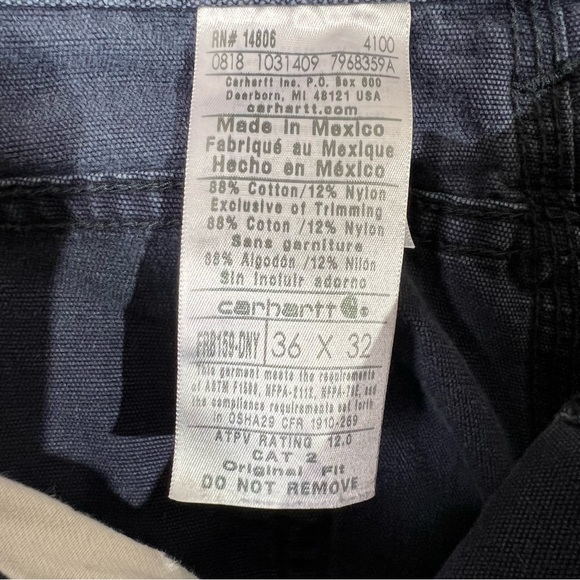 RN# 14806 4100
0818 1031409 7968359A
Carhartt Inc. P.O. Box 600
Dearborn, MI 48121 USA
carhartt.com
Made in Mexico
Fabriqué au Mexique
Hecho en México
88% Cotton/12% Nylon
Exclusive of Trimming
88% Coton /12% Nylon
Sans garniture
88% Algodón /12% Nilón
Sin incluir adorno
carhartt ®
FRB159-DNY 36 X 32
This garment meets the requirements
of ASTM F1506, NFPA-2112, NFPA-70E, and
the compliance requirements set forth
in OSHA29 CFR 1910-269
ATPV RATING 12.0
CAT 2
Original Fit
DO NOT REMOVE